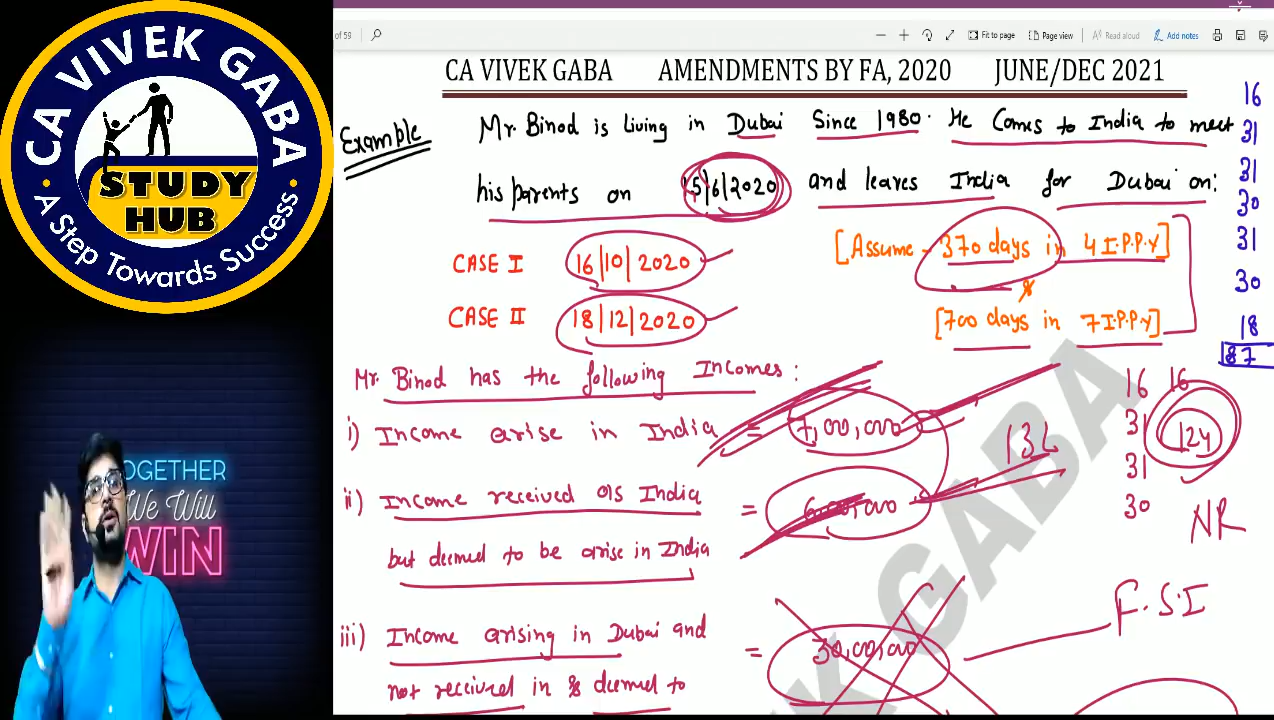 CA VIVEK GABA
STUDY
HUB
A Step Towards Success
TOGETHER
We Will
WIN
of 59
Fit to page
Page view
Read aloud
Add notes
CA VIVEK GABA AMENDMENTS BY FA, 2020 JUNE/DEC 2021
Example
Mr. Binod is living in Dubai Since 1980. He Comes to India to meet
his parents on 15/6/2020 and leaves India for Dubai on:
CASE I 16/10/2020 [Assume - 370 days in 4 I.P.P.Y]
CASE II 18/12/2020 [700 days in 7 I.P.P.Y]
16
31
31
30
31
30
18
87
Mr. Binod has the following Incomes:
i) Income arise in India = 7,00,000
ii) Income received o/s India = 6,00,000
but deemed to be arise in India
iii) Income arising in Dubai and = 30,00,000
not received in & deemed to
16 16
31 124
31
30
NR
F.S.I